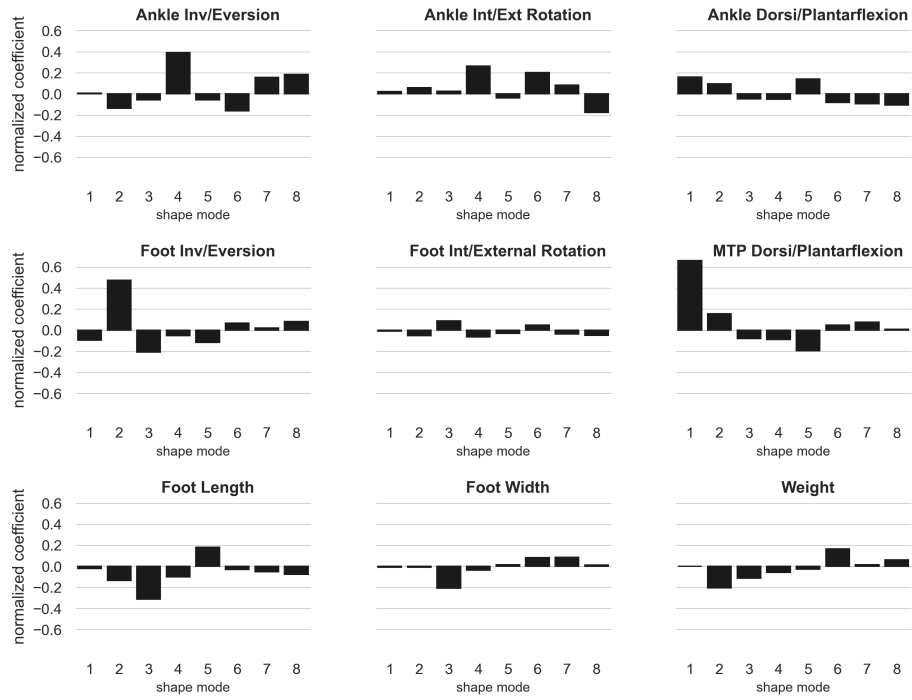 Ankle Inv/Eversion
Ankle Int/Ext Rotation
Ankle Dorsi/Plantarflexion
normalized coefficient
0.6
0.4
0.2
0.0
−0.2
−0.4
−0.6
1 2 3 4 5 6 7 8
shape mode
1 2 3 4 5 6 7 8
shape mode
1 2 3 4 5 6 7 8
shape mode
Foot Inv/Eversion
Foot Int/External Rotation
MTP Dorsi/Plantarflexion
normalized coefficient
0.6
0.4
0.2
0.0
−0.2
−0.4
−0.6
1 2 3 4 5 6 7 8
shape mode
1 2 3 4 5 6 7 8
shape mode
1 2 3 4 5 6 7 8
shape mode
Foot Length
Foot Width
Weight
normalized coefficient
0.6
0.4
0.2
0.0
−0.2
−0.4
−0.6
1 2 3 4 5 6 7 8
shape mode
1 2 3 4 5 6 7 8
shape mode
1 2 3 4 5 6 7 8
shape mode